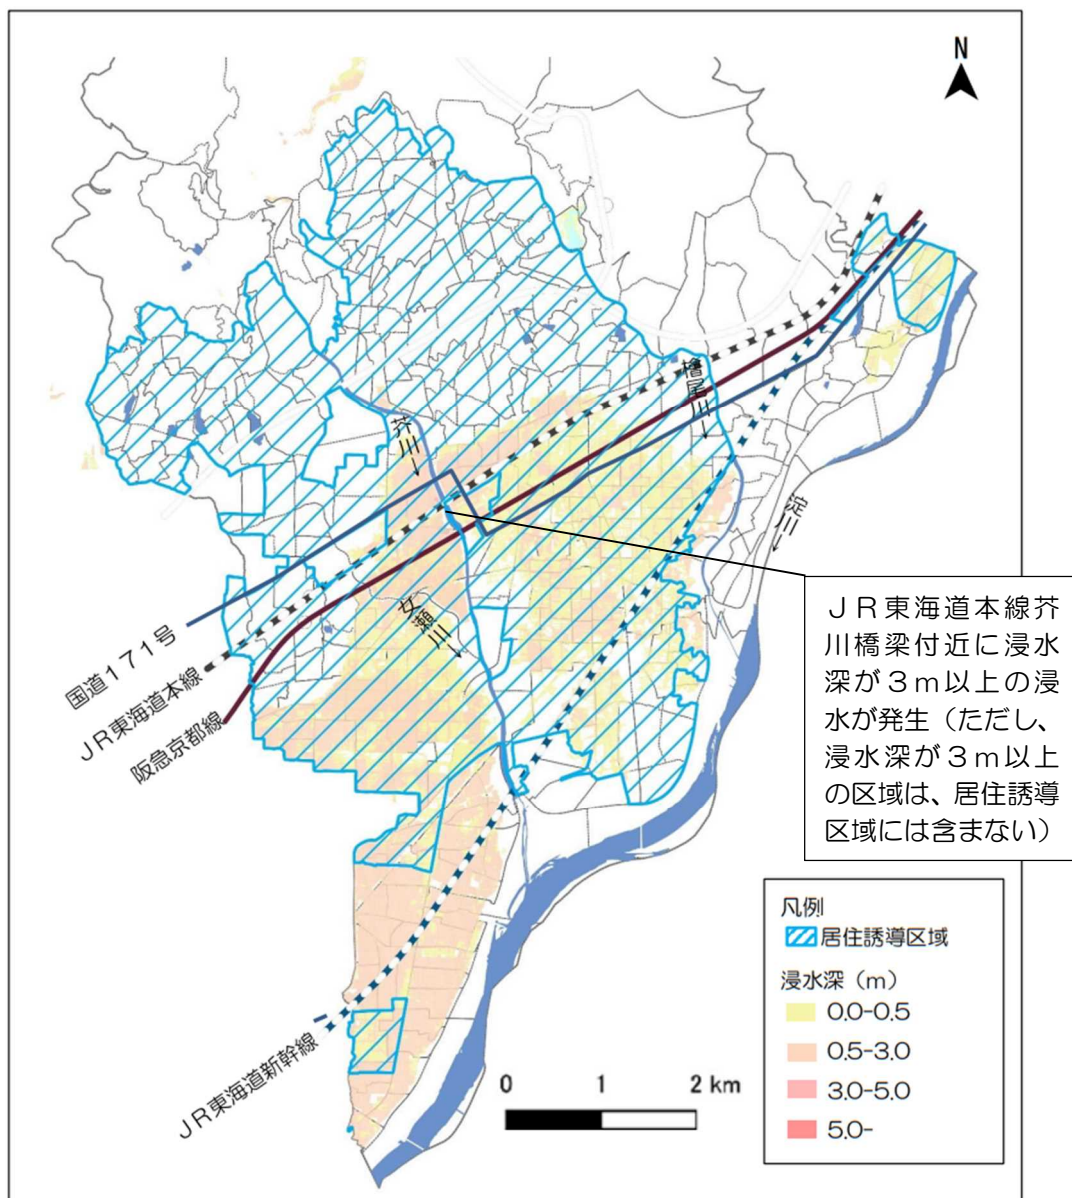 N
檜尾川
芥川
淀川
女瀬川
国道171号
JR東海道本線
阪急京都線
JR東海道新幹線
JR東海道本線芥
川橋梁付近に浸水
深が3m以上の浸
水が発生(ただし、
浸水深が3m以上
の区域は、居住誘導
区域には含まない)
凡例
居住誘導区域
浸水深(m)
0.0-0.5
0.5-3.0
3.0-5.0
5.0-
0 1 2 km